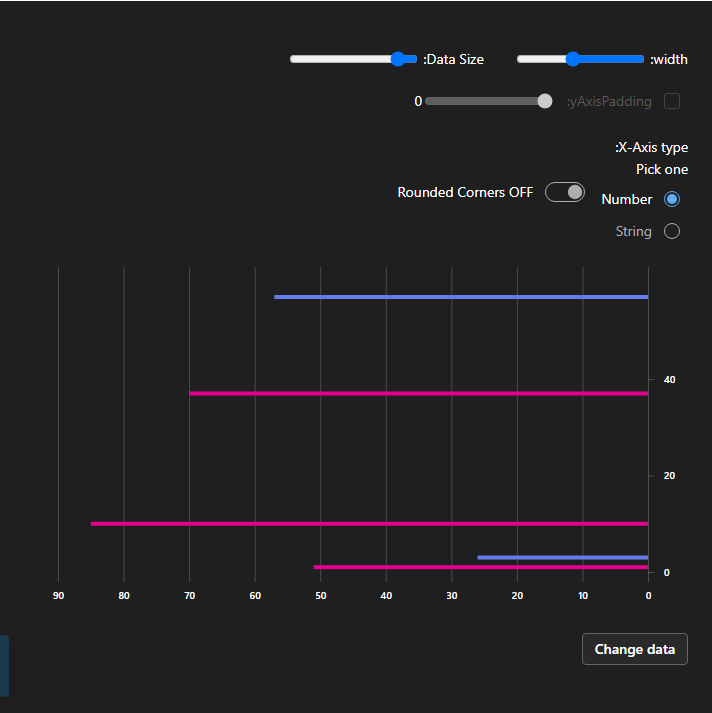 :Data Size :width
0 :yAxisPadding
:X-Axis type
Pick one
Rounded Corners OFF Number
String
40
20
0
90 80 70 60 50 40 30 20 10 0
Change data